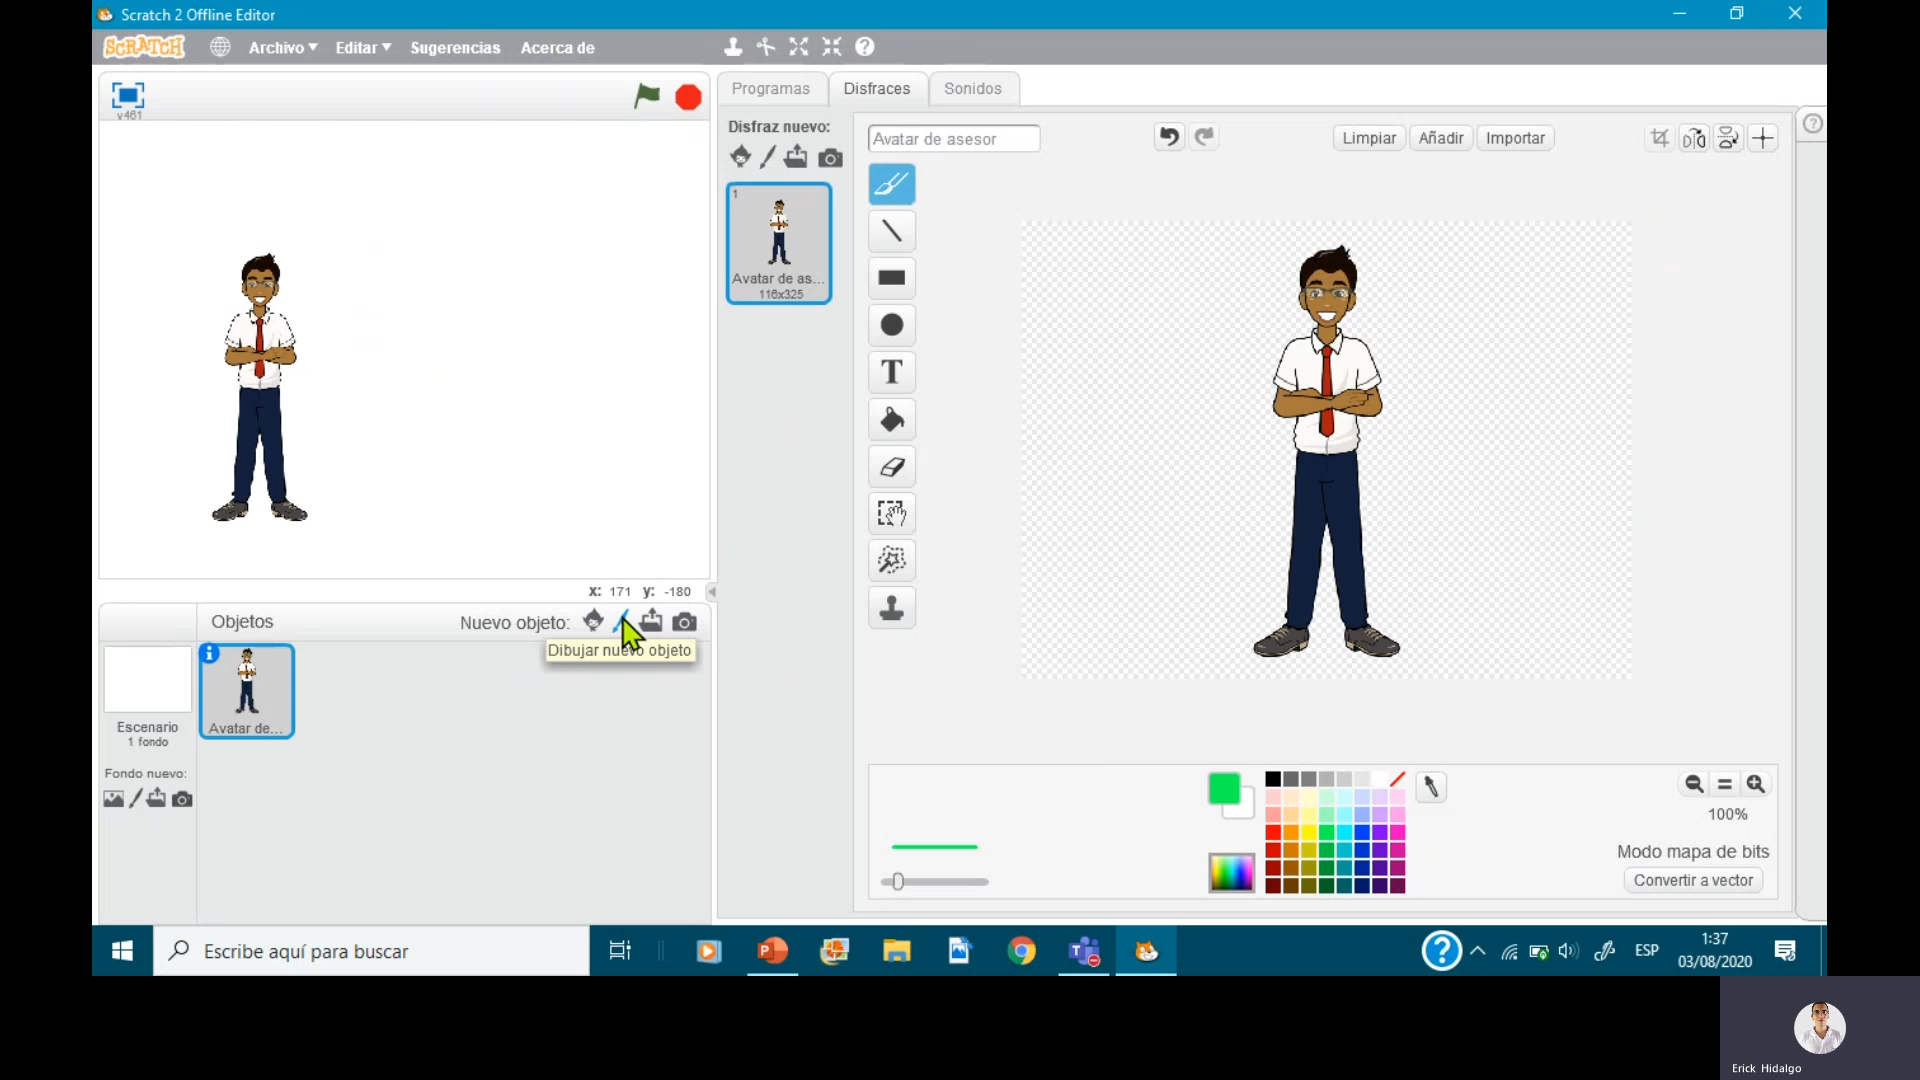 Scratch 2 Offline Editor
SCRATCH
Archivo
Editar
Sugerencias
Acerca de
v461
Programas
Disfraces
Sonidos
Disfraz nuevo:
Avatar de asesor
Limpiar
Añadir
Importar
1
Avatar de as...
116x325
T
X: 171 y: -180
Objetos
Nuevo objeto:
Dibujar nuevo objeto
Escenario
1 fondo
Avatar de...
Fondo nuevo:
100%
Modo mapa de bits
Convertir a vector
Escribe aquí para buscar
ESP
1:37
03/08/2020
Erick Hidalgo